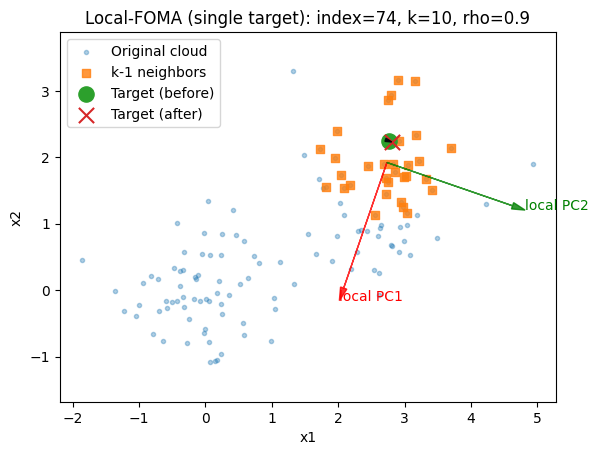 Local-FOMA (single target): index=74, k=10, rho=0.9
Original cloud
k-1 neighbors
Target (before)
Target (after)
local PC2
local PC1
x2
3
2
1
0
−1
−2
−1
0
1
2
3
4
5
x1